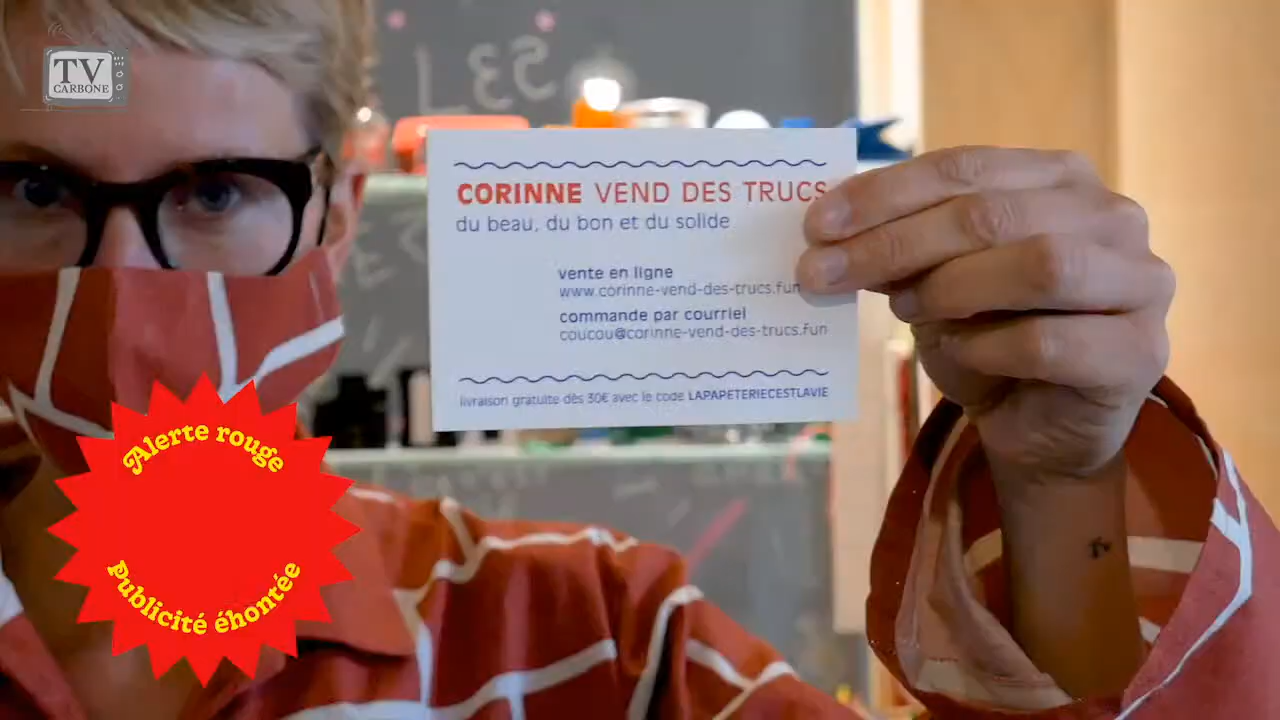 TV
CARBONE
CORINNE VEND DES TRUCS
du beau, du bon et du solide
vente en ligne
www.corinne-vend-des-trucs.fun
commande par courriel
coucou@corinne-vend-des-trucs.fun
livraison gratuite dès 30€ avec le code LAPAPETERIECESTLAVIE
Alerte rouge
Publicité éhontée